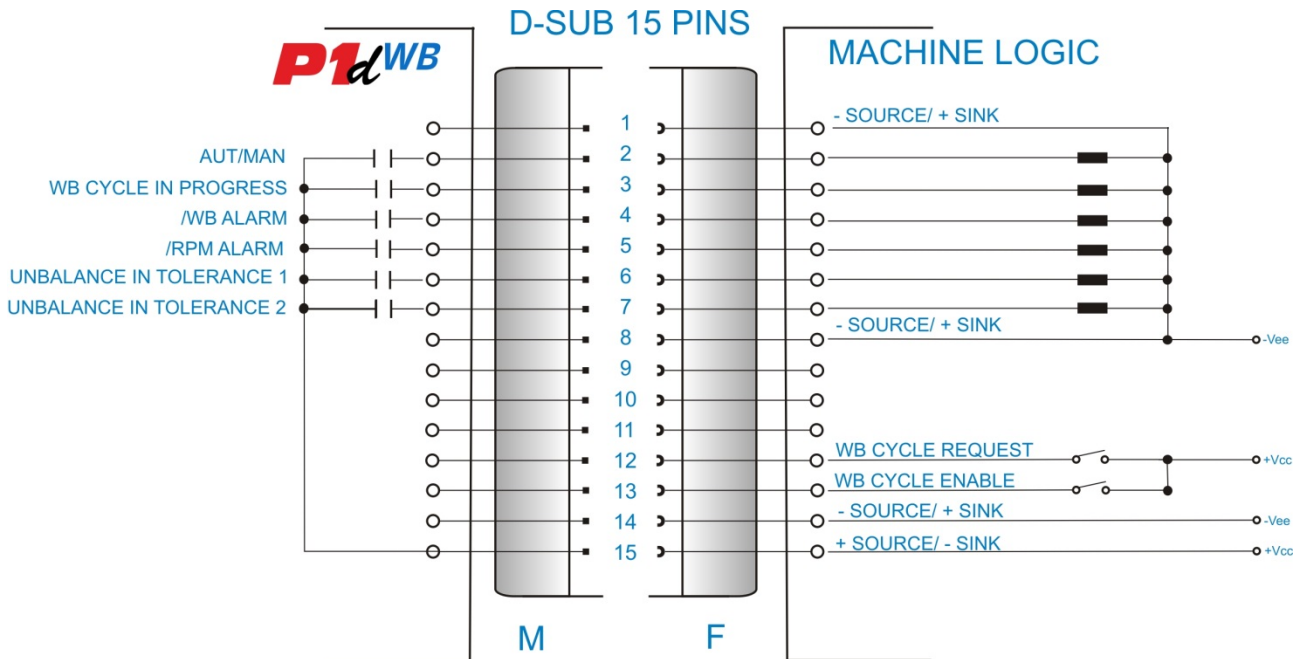 D-SUB 15 PINS
P1dWB
MACHINE LOGIC
1
- SOURCE/ + SINK
AUT/MAN
2
WB CYCLE IN PROGRESS
3
/WB ALARM
4
/RPM ALARM
5
UNBALANCE IN TOLERANCE 1
6
UNBALANCE IN TOLERANCE 2
7
8
- SOURCE/ + SINK
-Vee
9
10
11
12
WB CYCLE REQUEST
+Vcc
13
WB CYCLE ENABLE
14
- SOURCE/ + SINK
-Vee
15
+ SOURCE/ - SINK
+Vcc
M
F